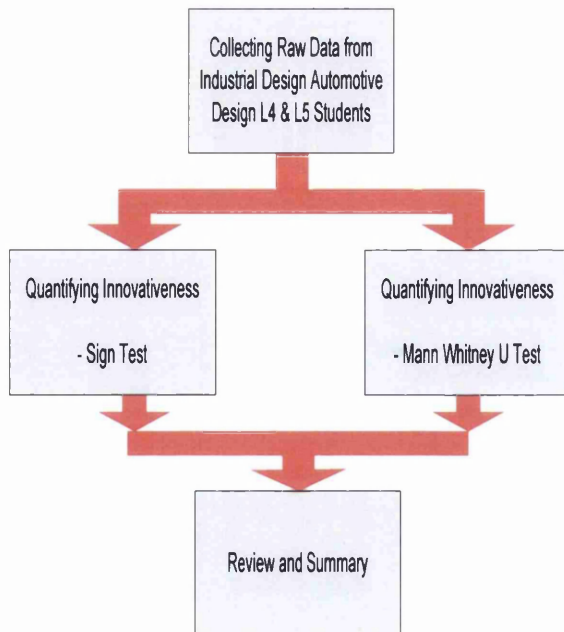 Collecting Raw Data from
Industrial Design Automotive
Design L4 & L5 Students
Quantifying Innovativeness
- Sign Test
Quantifying Innovativeness
- Mann Whitney U Test
Review and Summary